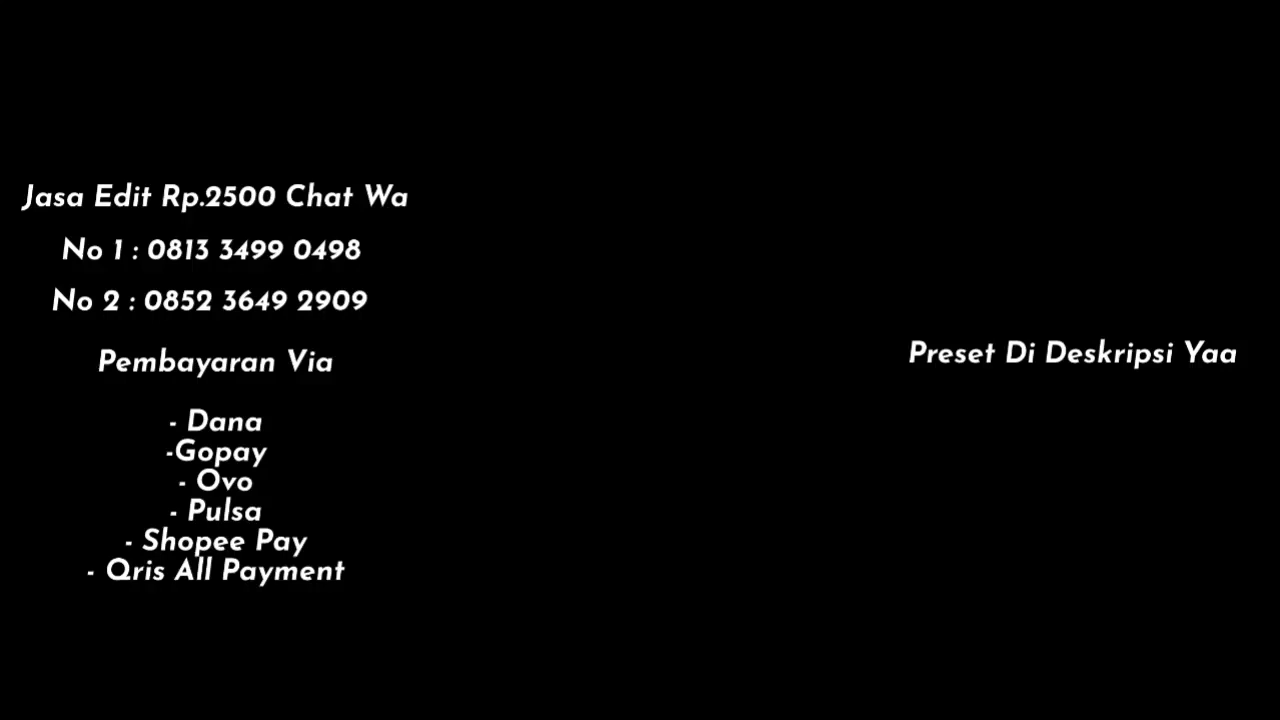 Jasa Edit Rp.2500 Chat Wa
No 1 : 0813 3499 0498
No 2 : 0852 3649 2909
Pembayaran Via
- Dana
-Gopay
- Ovo
- Pulsa
- Shopee Pay
- Qris All Payment
Preset Di Deskripsi Yaa